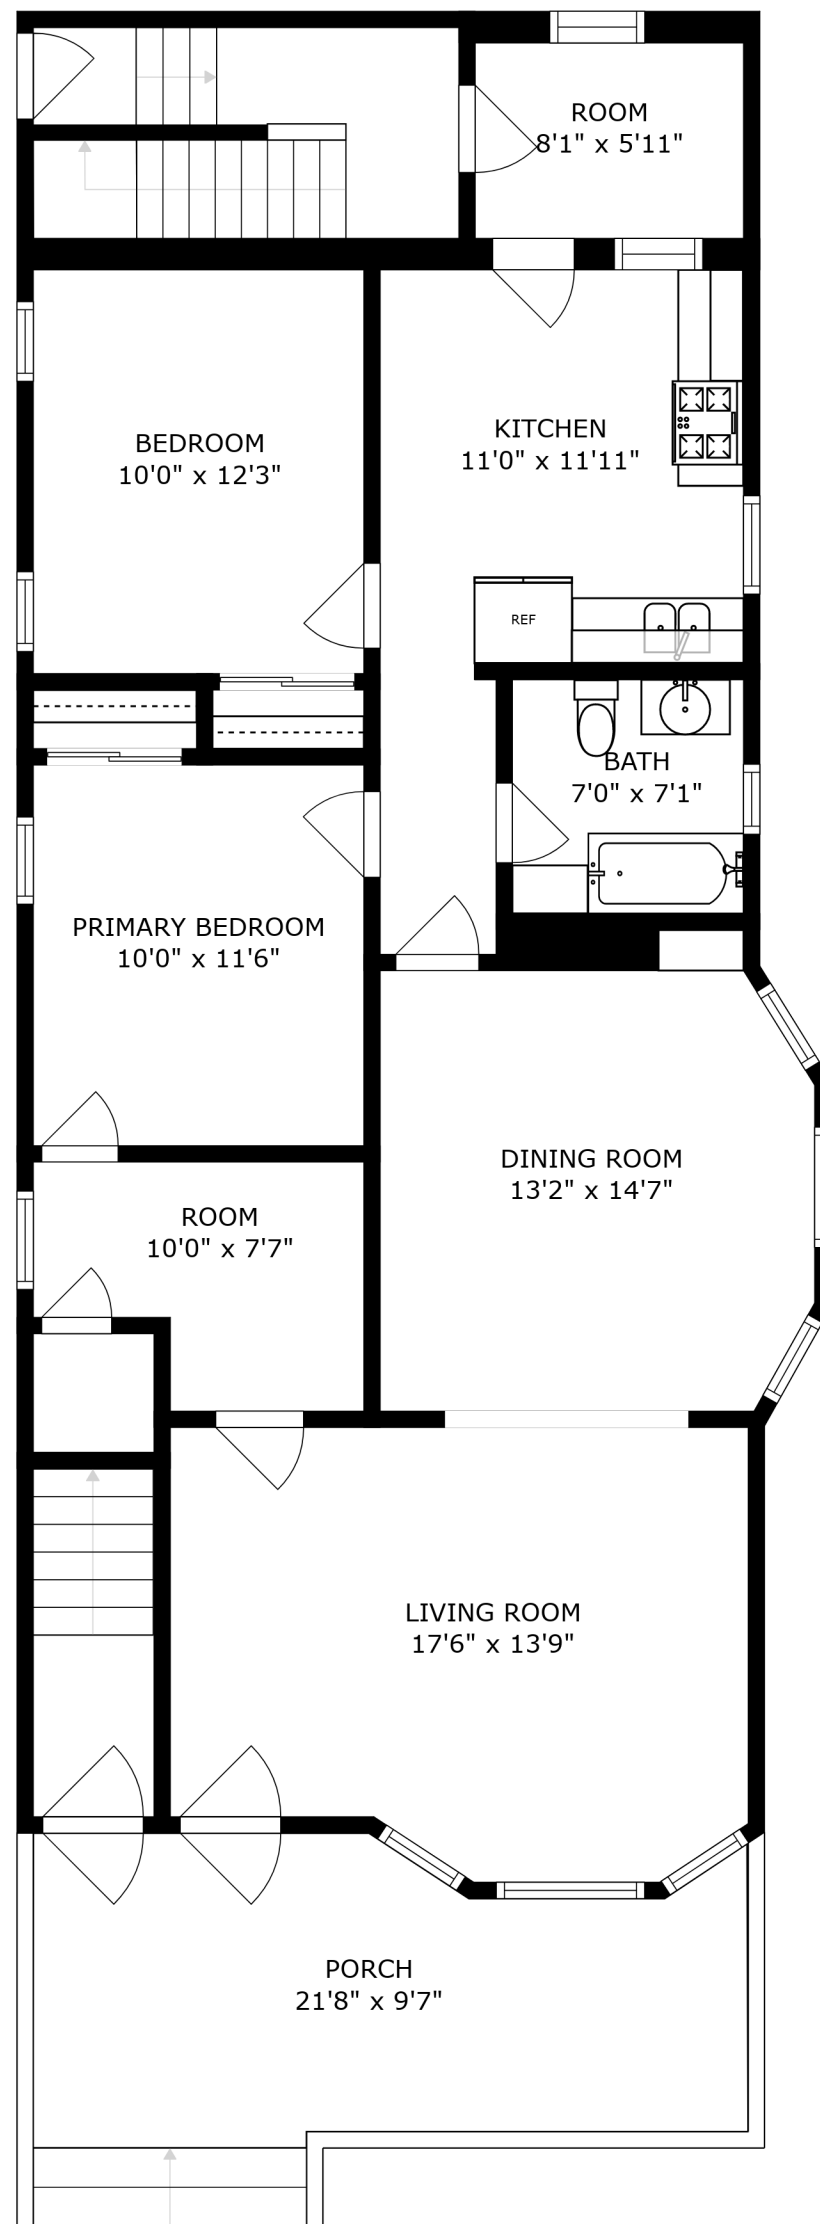 ROOM
8'1" x 5'11"
BEDROOM
10'0" x 12'3"
KITCHEN
11'0" x 11'11"
REF
BATH
7'0" x 7'1"
PRIMARY BEDROOM
10'0" x 11'6"
DINING ROOM
13'2" x 14'7"
ROOM
10'0" x 7'7"
LIVING ROOM
17'6" x 13'9"
PORCH
21'8" x 9'7"